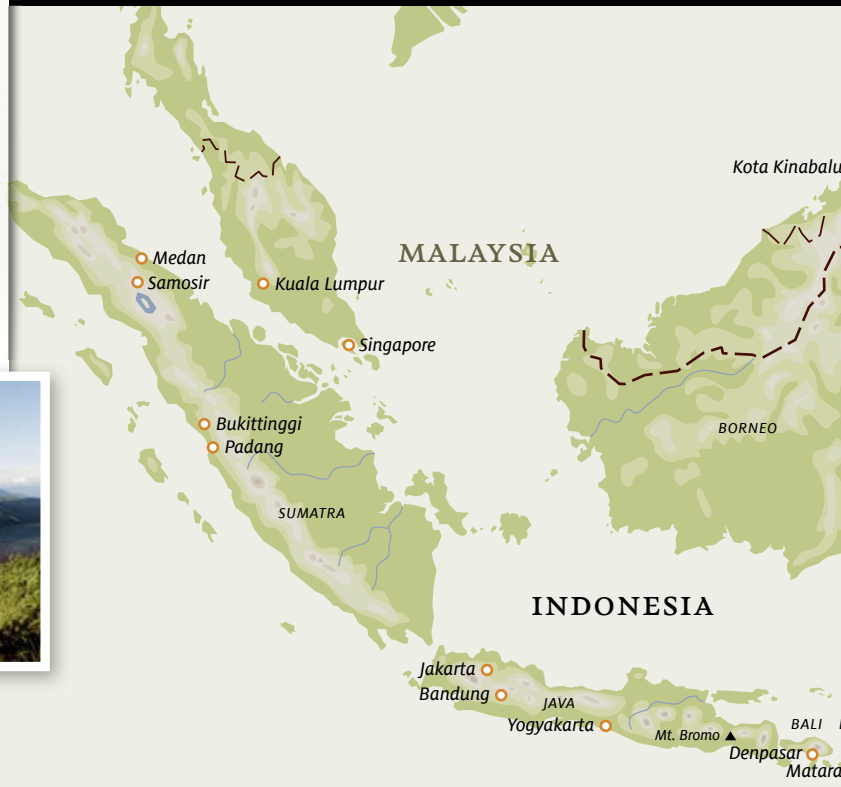 Kota Kinabalu
MALAYSIA
Medan
Samosir
Kuala Lumpur
Singapore
Bukittinggi
Padang
BORNEO
SUMATRA
INDONESIA
Jakarta
Bandung
JAVA
Yogyakarta
BALI
Mt. Bromo
Denpasar
Matara